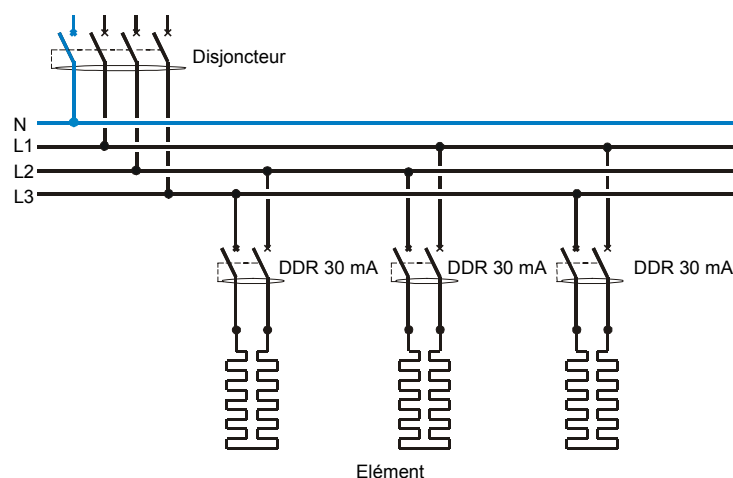 Disjoncteur
N
L1
L2
L3
DDR 30 mA
DDR 30 mA
DDR 30 mA
Elément